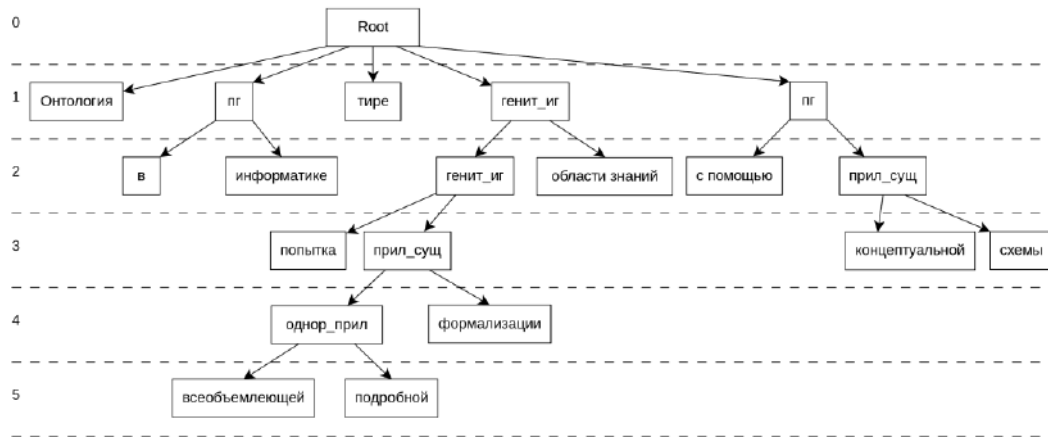 0
Root
1
Онтология
пг
тире
генит_иг
пг
2
в
информатике
генит_иг
области знаний
с помощью
прил_сущ
3
попытка
прил_сущ
концептуальной
схемы
4
однор_прил
формализации
5
всеобъемлеющей
подробной